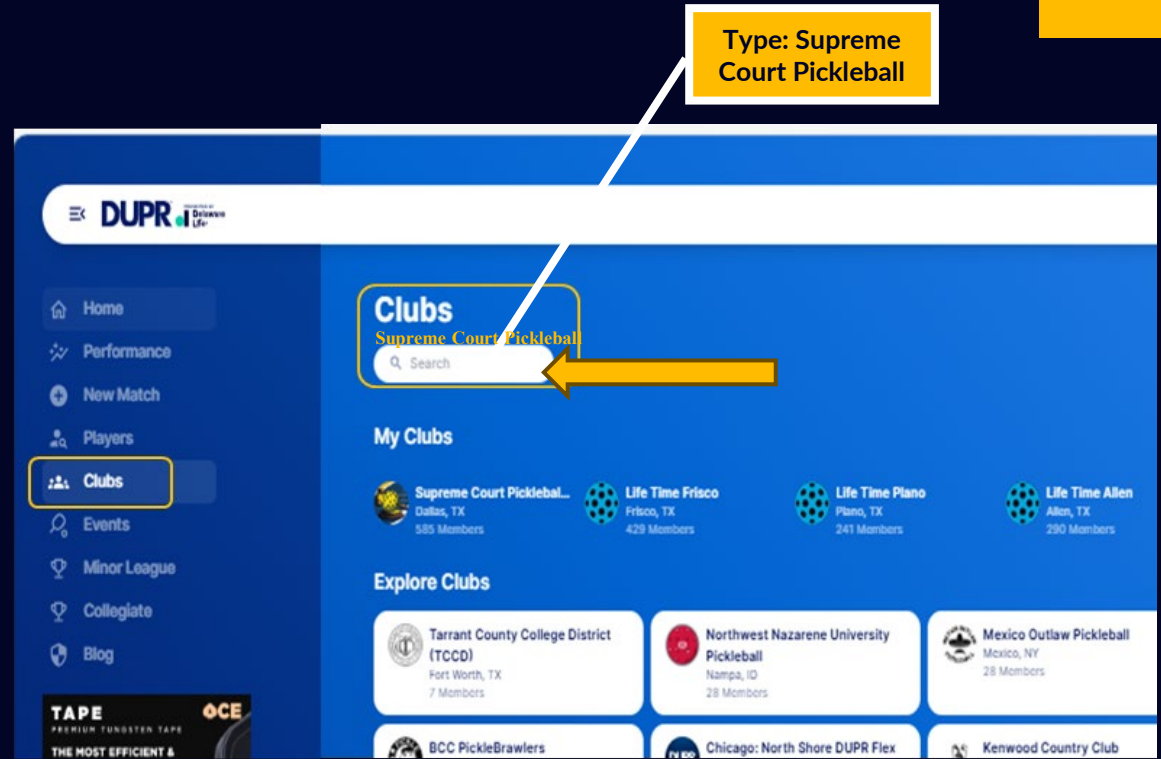 Type: Supreme
Court Pickleball
DUPR
Delaware
Life
Home
Performance
New Match
Players
Clubs
Events
Minor League
Collegiate
Blog
TAPE
PREMIUM TUNGSTEN TAPE
THE MOST EFFICIENT &
Clubs
Supreme Court Pickleball
Search
My Clubs
Supreme Court Picklebal...
Dallas, TX
585 Members
Life Time Frisco
Frisco, TX
429 Members
Life Time Plano
Plano, TX
241 Members
Life Time Allen
Allen, TX
290 Members
Explore Clubs
Tarrant County College District
(TCCD)
Fort Worth, TX
7 Members
Northwest Nazarene University
Pickleball
Nampa, ID
28 Members
Mexico Outlaw Pickleball
Mexico, NY
28 Members
BCC PickleBrawlers
Chicago: North Shore DUPR Flex
Kenwood Country Club